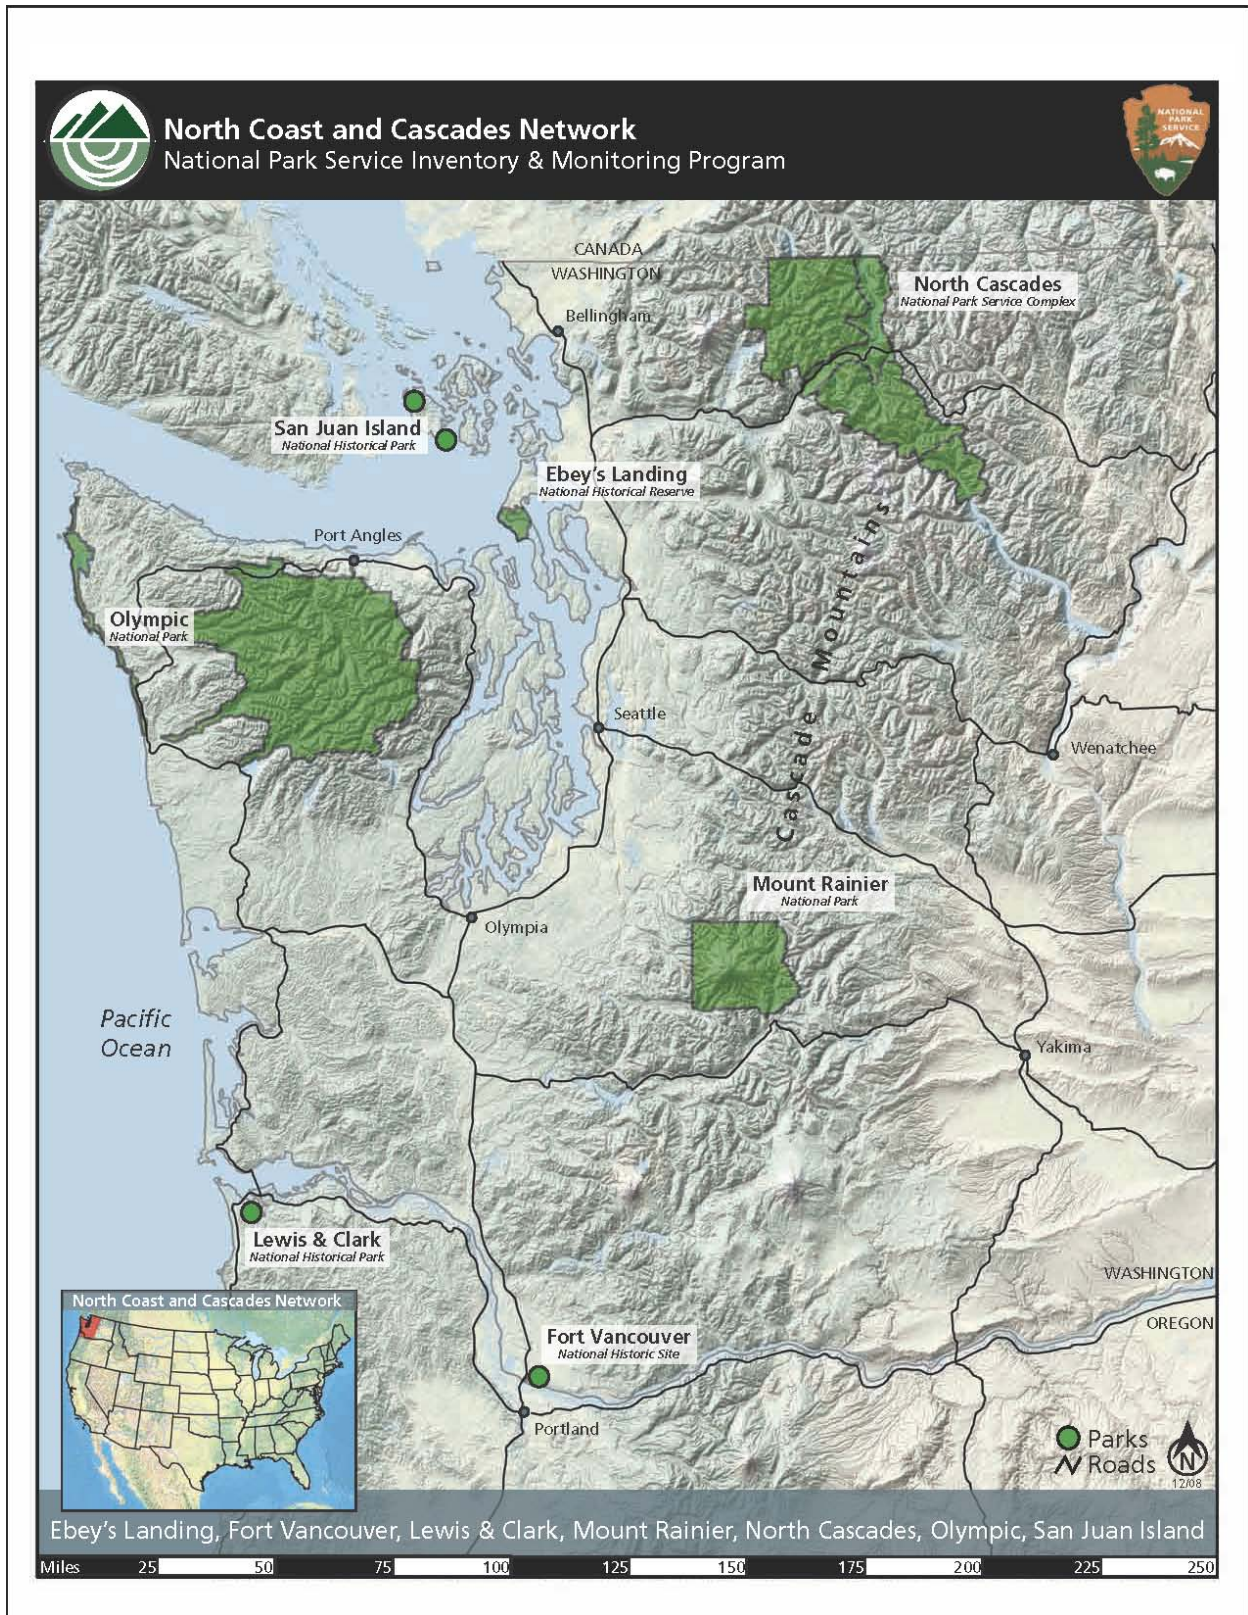 North Coast and Cascades Network
National Park Service Inventory & Monitoring Program
NATIONAL
PARK
SERVICE
CANADA
WASHINGTON
North Cascades
National Park Service Complex
Bellingham
San Juan Island
National Historical Park
Ebey's Landing
National Historical Reserve
Port Angles
Olympic
National Park
Cascade Mountains
Seattle
Wenatchee
Mount Rainier
National Park
Olympia
Pacific
Ocean
Yakima
Lewis & Clark
National Historical Park
WASHINGTON
OREGON
North Coast and Cascades Network
Fort Vancouver
National Historic Site
Portland
Parks
Roads
N
12/08
Ebey's Landing, Fort Vancouver, Lewis & Clark, Mount Rainier, North Cascades, Olympic, San Juan Island
Miles 25 50 75 100 125 150 175 200 225 250